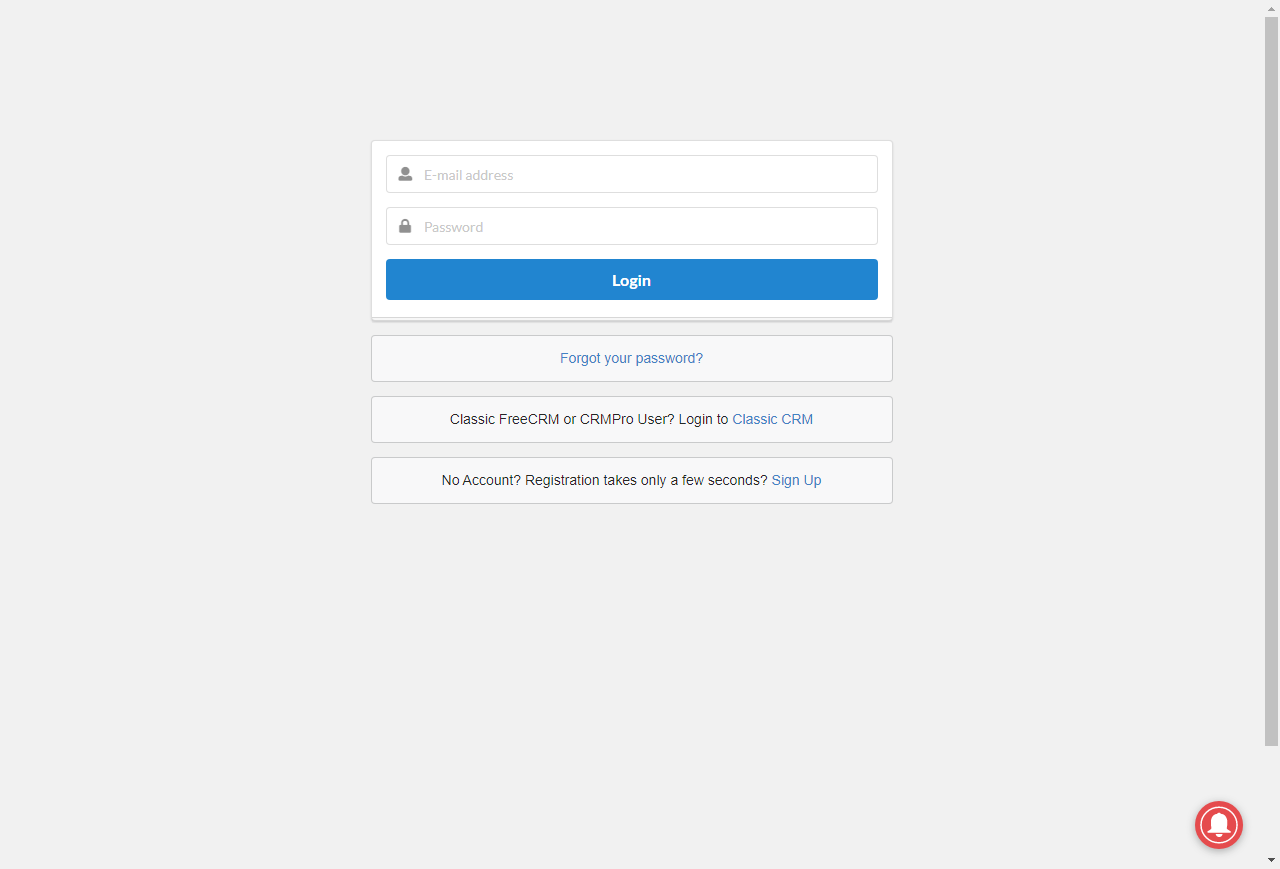 E-mail address
Password
Login
Forgot your password?
Classic FreeCRM or CRMPro User? Login to Classic CRM
No Account? Registration takes only a few seconds? Sign Up